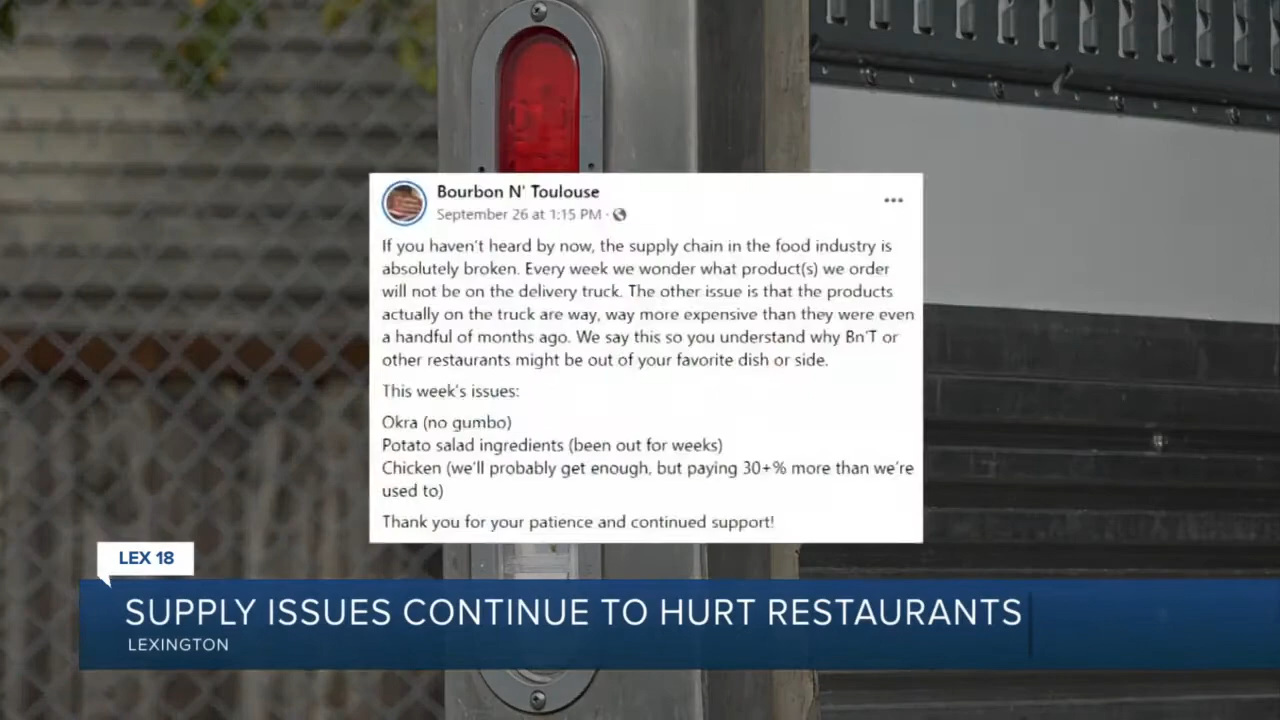 Bourbon N' Toulouse
September 26 at 1:15 PM ·
If you haven't heard by now, the supply chain in the food industry is
absolutely broken. Every week we wonder what product(s) we order
will not be on the delivery truck. The other issue is that the products
actually on the truck are way, way more expensive than they were even
a handful of months ago. We say this so you understand why Bn'T or
other restaurants might be out of your favorite dish or side.
This week's issues:
Okra (no gumbo)
Potato salad ingredients (been out for weeks)
Chicken (we'll probably get enough, but paying 30+% more than we're
used to)
Thank you for your patience and continued support!
LEX 18
SUPPLY ISSUES CONTINUE TO HURT RESTAURANTS
LEXINGTON